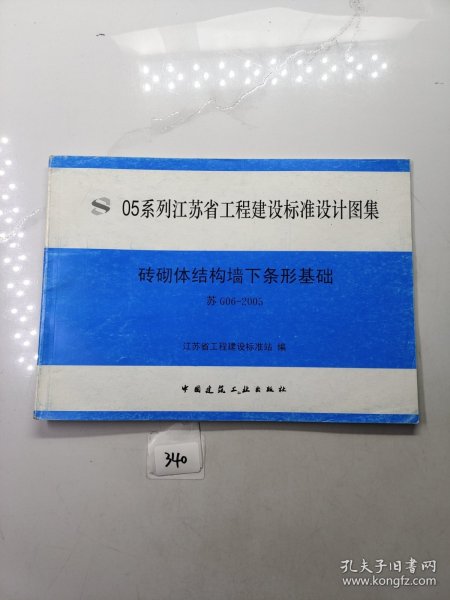 05系列江苏省工程建设标准设计图集
砖砌体结构墙下条形基础
苏 G06-2005
江苏省工程建设标准站 编
中国建筑工业出版社
340
孔夫子旧书网
www.kongfz.com